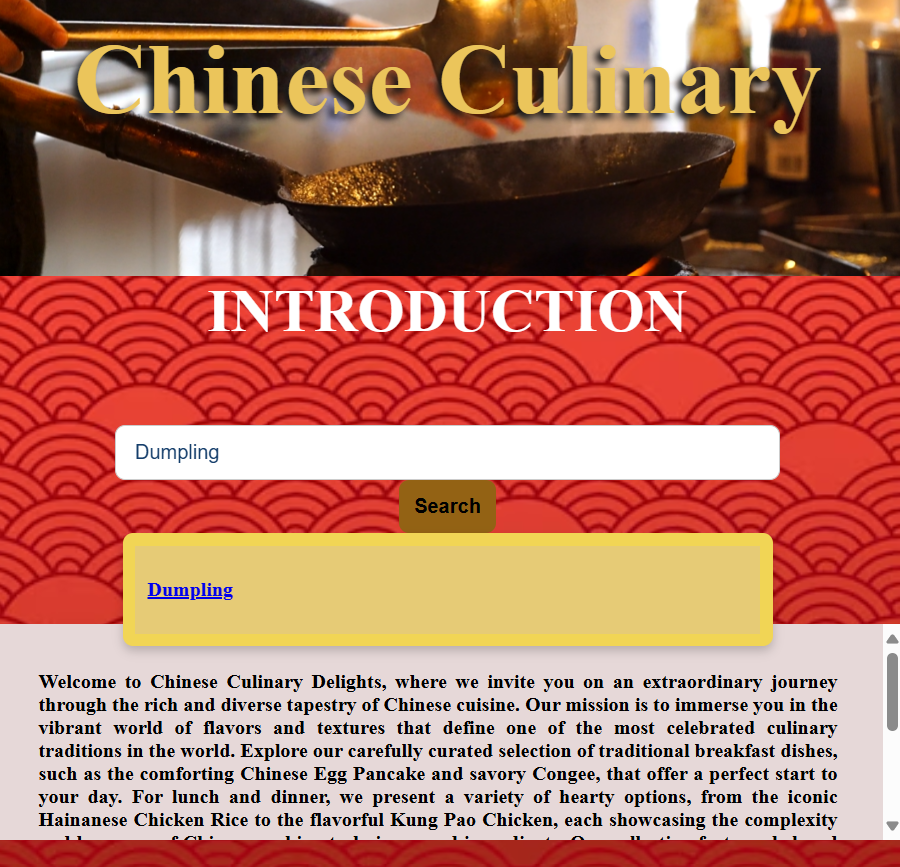 Chinese Culinary
INTRODUCTION
Dumpling
Search
Dumpling
Welcome to Chinese Culinary Delights, where we invite you on an extraordinary journey
through the rich and diverse tapestry of Chinese cuisine. Our mission is to immerse you in the
vibrant world of flavors and textures that define one of the most celebrated culinary
traditions in the world. Explore our carefully curated selection of traditional breakfast dishes,
such as the comforting Chinese Egg Pancake and savory Congee, that offer a perfect start to
your day. For lunch and dinner, we present a variety of hearty options, from the iconic
Hainanese Chicken Rice to the flavorful Kung Pao Chicken, each showcasing the complexity